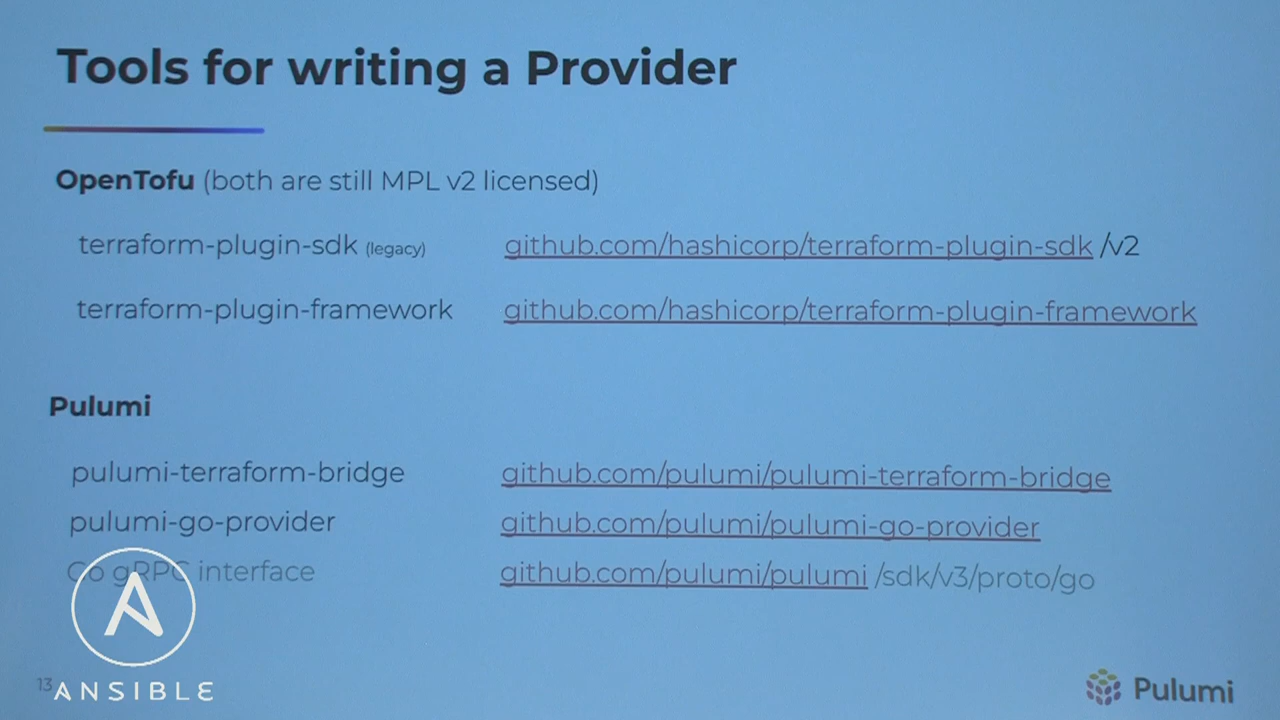 Tools for writing a Provider
OpenTofu (both are still MPL v2 licensed)
terraform-plugin-sdk (legacy) github.com/hashicorp/terraform-plugin-sdk /v2
terraform-plugin-framework github.com/hashicorp/terraform-plugin-framework
Pulumi
pulumi-terraform-bridge github.com/pulumi/pulumi-terraform-bridge
pulumi-go-provider github.com/pulumi/pulumi-go-provider
Go gRPC interface github.com/pulumi/pulumi /sdk/v3/proto/go
13
ANSIBLE
Pulumi